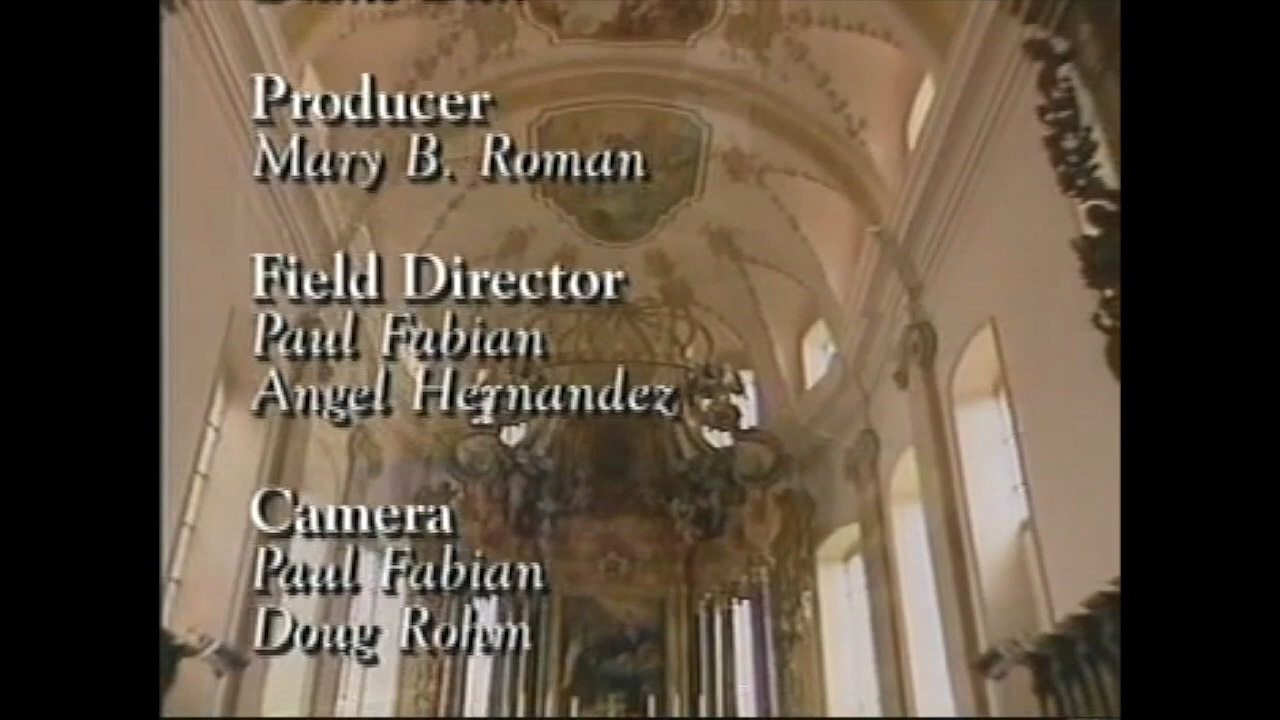 Producer
Mary B. Roman
Field Director
Paul Fabian
Angel Hernandez
Camera
Paul Fabian
Doug Rohm